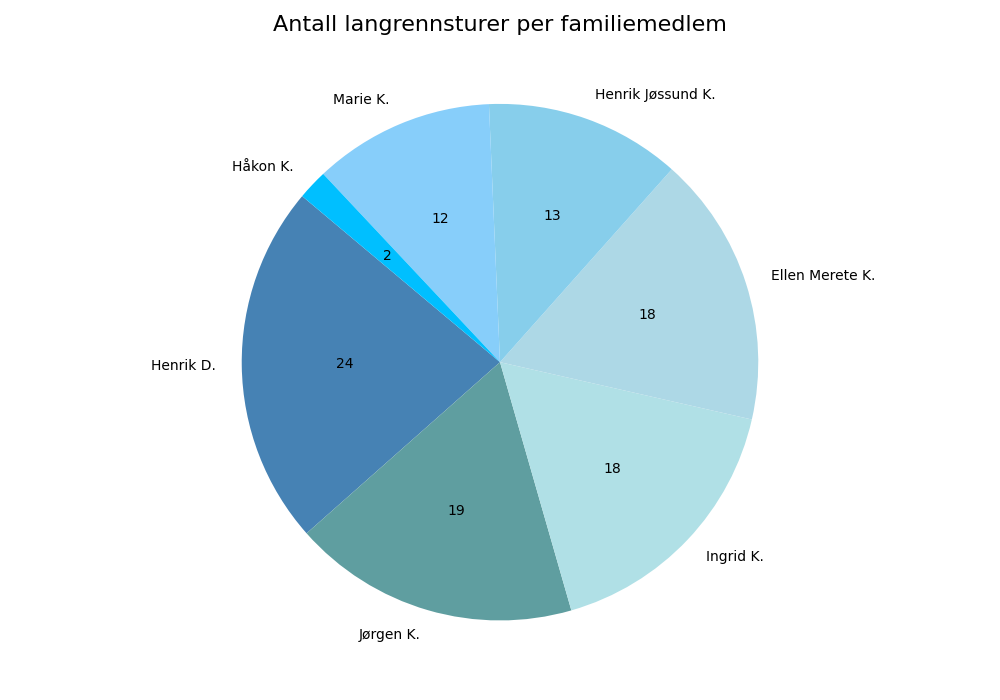 Antall langrennsturer per familiemedlem
Marie K.
Henrik Jøssund K.
Håkon K.
12
13
2
Ellen Merete K.
18
Henrik D.
24
18
19
Ingrid K.
Jørgen K.